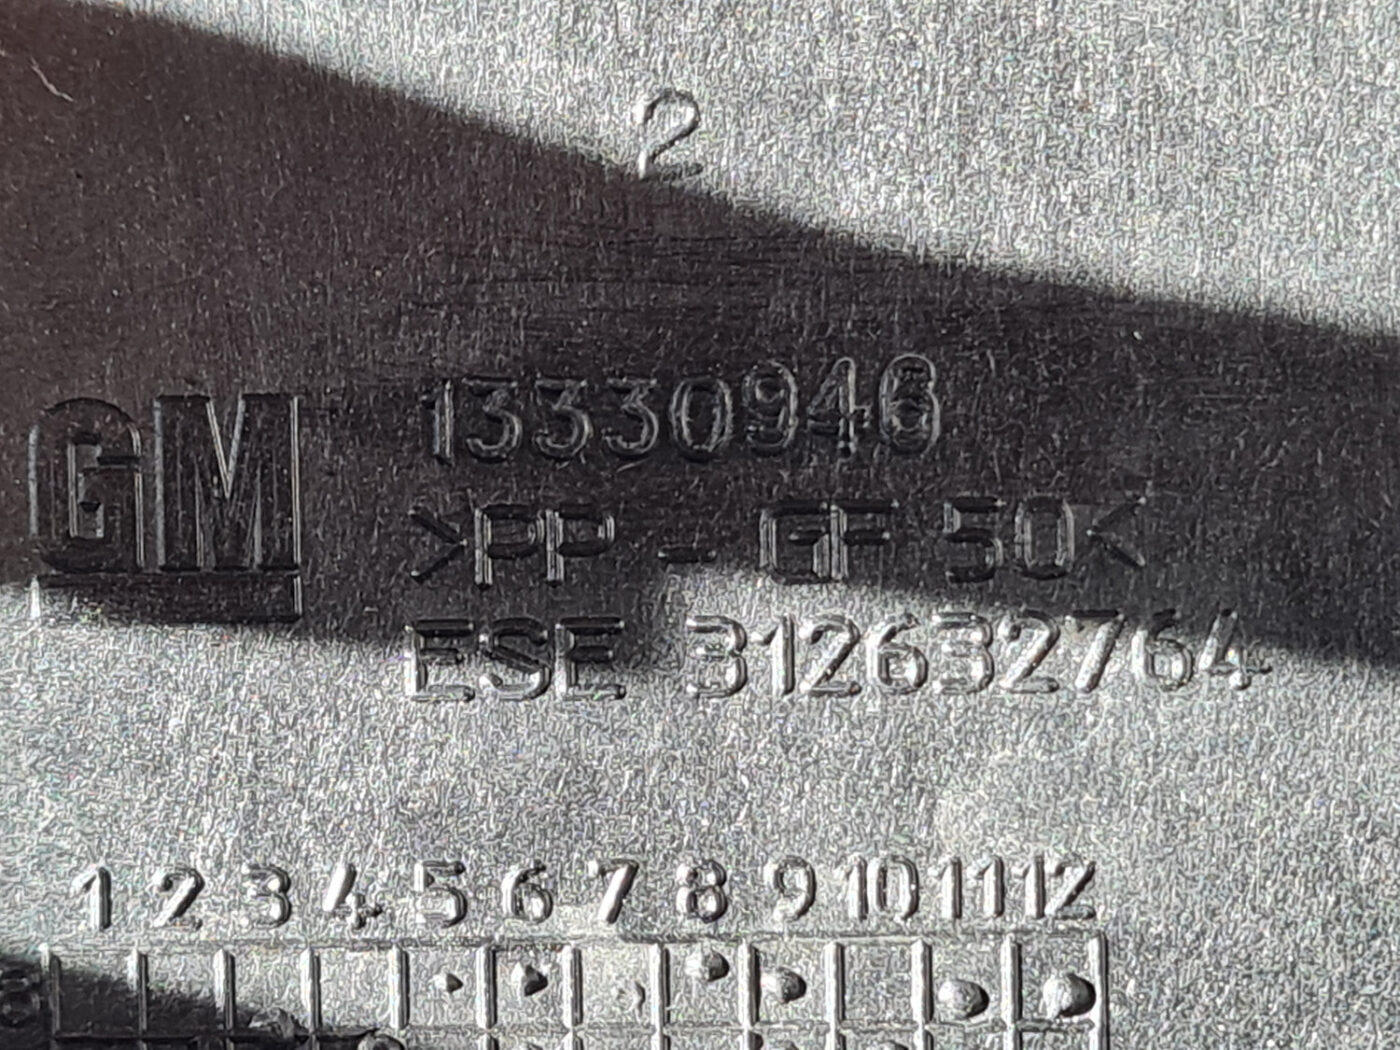 2
GM 13330946
>PP - GF 50<
ESE 312632764
1 2 3 4 5 6 7 8 9 10 11 12